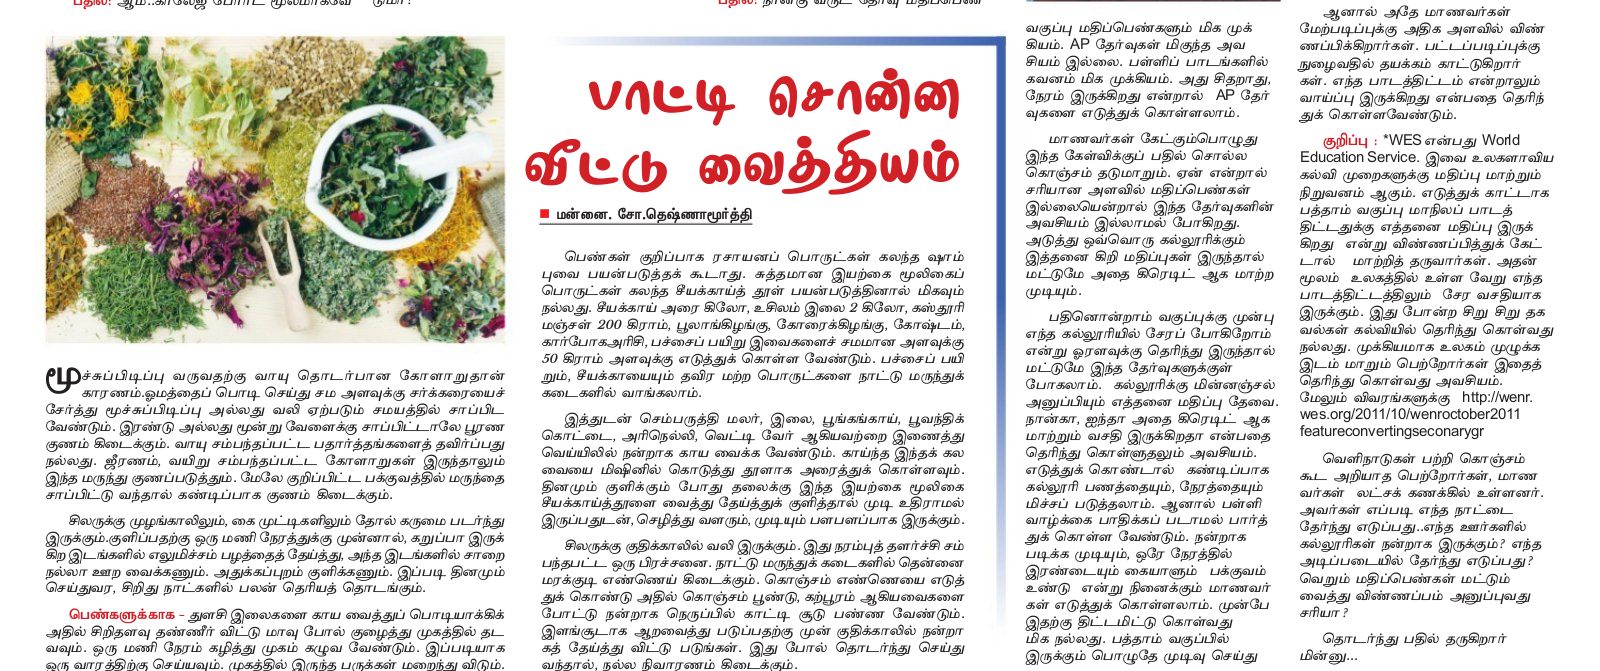 பதில்: ஆம்..காலேஜ் போர்ட் மூலமாகவே
பாட்டி சொன்ன
வீட்டு வைத்தியம்
மன்னை. சோ.தெஷ்ணாமூர்த்தி
மூச்சுப்பிடிப்பு வருவதற்கு வாயு தொடர்பான கோளாறுதான்
காரணம்.ஓமத்தைப் பொடி செய்து சம அளவுக்கு சர்க்கரையைச்
சேர்த்து மூச்சுப்பிடிப்பு அல்லது வலி ஏற்படும் சமயத்தில் சாப்பிட
வேண்டும். இரண்டு அல்லது மூன்று வேளைக்கு சாப்பிட்டாலே பூரண
குணம் கிடைக்கும். வாயு சம்பந்தப்பட்ட பதார்த்தங்களைத் தவிர்ப்பது
நல்லது. ஜீரணம், வயிறு சம்பந்தப்பட்ட கோளாறுகள் இருந்தாலும்
இந்த மருந்து குணப்படுத்தும். மேலே குறிப்பிட்ட பக்குவத்தில் மருந்தை
சாப்பிட்டு வந்தால் கண்டிப்பாக குணம் கிடைக்கும்.
சிலருக்கு முழங்காலிலும், கை முட்டிகளிலும் தோல் கருமை படர்ந்து
இருக்கும்.குளிப்பதற்கு ஒரு மணி நேரத்துக்கு முன்னால், கறுப்பா இருக்
கிற இடங்களில் எலுமிச்சம் பழத்தைத் தேய்த்து, அந்த இடங்களில் சாறை
நல்லா ஊற வைக்கணும். அதுக்கப்புறம் குளிக்கணும். இப்படி தினமும்
செய்துவர, சிறிது நாட்களில் பலன் தெரியத் தொடங்கும்.
பெண்களுக்காக - துளசி இலைகளை காய வைத்துப் பொடியாக்கிக்
அதில் சிறிதளவு தண்ணீர் விட்டு மாவு போல் குழைத்து முகத்தில் தட
வவும். ஒரு மணி நேரம் கழித்து முகம் கழுவ வேண்டும். இப்படியாக
ஒரு வாரத்திற்கு செய்யவும். முகத்தில் இருந்த பருக்கள் மறைந்து விடும்.
பெண்கள் குறிப்பாக ரசாயனப் பொருட்கள் கலந்த ஷாம்
புவை பயன்படுத்தக் கூடாது. சுத்தமான இயற்கை மூலிகைப்
பொருட்கள் கலந்த சீயக்காய்த் தூள் பயன்படுத்தினால் மிகவும்
நல்லது. சீயக்காய் அரை கிலோ, உசிலம் இலை 2 கிலோ, கஸ்தூரி
மஞ்சள் 200 கிராம், பூலாங்கிழங்கு, கோரைக்கிழங்கு, கோஷ்டம்,
கார்போகஅரிசி, பச்சைப் பயிறு இவைகளைச் சமமான அளவுக்கு
50 கிராம் அளவுக்கு எடுத்துக் கொள்ள வேண்டும். பச்சைப் பயி
றும், சீயக்காயையும் தவிர மற்ற பொருட்களை நாட்டு மருந்துக்
கடைகளில் வாங்கலாம்.
இத்துடன் செம்பருத்தி மலர், இலை, பூங்கங்காய், பூவந்திக்
கொட்டை, அரிநெல்லி, வெட்டி வேர் ஆகியவற்றை இணைத்து
வெய்யிலில் நன்றாக காய வைக்க வேண்டும். காய்ந்த இந்தக் கல
வையை மிஷினில் கொடுத்து தூளாக அரைத்துக் கொள்ளவும்.
தினமும் குளிக்கும் போது தலைக்கு இந்த இயற்கை மூலிகை
சீயக்காய்த்தூளை வைத்து தேய்த்துக் குளித்தால் முடி உதிராமல்
இருப்பதுடன், செழித்து வளரும், முடியும் பளபளப்பாக இருக்கும்.
சிலருக்கு குதிக்காலில் வலி இருக்கும். இது நரம்புத் தளர்ச்சி சம்
பந்தபட்ட ஒரு பிரச்சனை. நாட்டு மருந்துக் கடைகளில் தென்னை
மரக்குடி எண்ணெய் கிடைக்கும். கொஞ்சம் எண்ணையை எடுத்
துக் கொண்டு அதில் கொஞ்சம் பூண்டு, கற்பூரம் ஆகியவைகளை
போட்டு நன்றாக நெருப்பில் காட்டி சூடு பண்ண வேண்டும்.
இளங்சூடாக ஆறவைத்து படுப்பதற்கு முன் குதிக்காலில் நன்றா
கத் தேய்த்து விட்டு படுங்கள். இது போல் தொடர்ந்து செய்து
வந்தால், நல்ல நிவாரணம் கிடைக்கும்.
வகுப்பு மதிப்பெண்களும் மிக முக்
கியம். AP தேர்வுகள் மிகுந்த அவ
சியம் இல்லை. பள்ளிப் பாடங்களில்
கவனம் மிக முக்கியம். அது சிதறாது,
நேரம் இருக்கிறது என்றால் AP தேர்
வுகளை எடுத்துக் கொள்ளலாம்.
மாணவர்கள் கேட்கும்பொழுது
இந்த கேள்விக்குப் பதில் சொல்ல
கொஞ்சம் தடுமாறும். ஏன் என்றால்
சரியான அளவில் மதிப்பெண்கள்
இல்லையென்றால் இந்த தேர்வுகளின்
அவசியம் இல்லாமல் போகிறது.
அடுத்து ஒவ்வொரு கல்லூரிக்கும்
இத்தனை கிறி மதிப்புகள் இருந்தால்
மட்டுமே அதை கிரெடிட் ஆக மாற்ற
முடியும்.
பதினொன்றாம் வகுப்புக்கு முன்பு
எந்த கல்லூரியில் சேரப் போகிறோம்
என்று ஓரளவுக்கு தெரிந்து இருந்தால்
மட்டுமே இந்த தேர்வுகளுக்குள்
போகலாம். கல்லூரிக்கு மின்னஞ்சல்
அனுப்பியும் எத்தனை மதிப்பு தேவை.
நான்கா, ஐந்தா அதை கிரெடிட் ஆக
மாற்றும் வசதி இருக்கிறதா என்பதை
தெரிந்து கொள்ளுதலும் அவசியம்.
எடுத்துக் கொண்டால் கண்டிப்பாக
கல்லூரி பணத்தையும், நேரத்தையும்
மிச்சப் படுத்தலாம். ஆனால் பள்ளி
வாழ்க்கை பாதிக்கப் படாமல் பார்த்
துக் கொள்ள வேண்டும். நன்றாக
படிக்க முடியும், ஒரே நேரத்தில்
இரண்டையும் கையாளும் பக்குவம்
உண்டு என்று நினைக்கும் மாணவர்
கள் எடுத்துக் கொள்ளலாம். முன்பே
இதற்கு திட்டமிட்டு கொள்வது
மிக நல்லது. பத்தாம் வகுப்பில்
இருக்கும் பொழுதே முடிவு செய்து
ஆனால் அதே மாணவர்கள்
மேற்படிப்புக்கு அதிக அளவில் விண்
ணப்பிக்கிறார்கள். பட்டப்படிப்புக்கு
நுழைவதில் தயக்கம் காட்டுகிறார்
கள். எந்த பாடத்திட்டம் என்றாலும்
வாய்ப்பு இருக்கிறது என்பதை தெரிந்
துக் கொள்ளவேண்டும்.
குறிப்பு : *WES என்பது World
Education Service. இவை உலகளாவிய
கல்வி முறைகளுக்கு மதிப்பு மாற்றும்
நிறுவனம் ஆகும். எடுத்துக் காட்டாக
பத்தாம் வகுப்பு மாநிலப் பாடத்
திட்டதுக்கு எத்தனை மதிப்பு இருக்
கிறது என்று விண்ணப்பித்துக் கேட்
டால் மாற்றித் தருவார்கள். அதன்
மூலம் உலகத்தில் உள்ள வேறு எந்த
பாடத்திட்டத்திலும் சேர வசதியாக
இருக்கும். இது போன்ற சிறு சிறு தக
வல்கள் கல்வியில் தெரிந்து கொள்வது
நல்லது. முக்கியமாக உலகம் முழுக்க
இடம் மாறும் பெற்றோர்கள் இதைத்
தெரிந்து கொள்வது அவசியம்.
மேலும் விவரங்களுக்கு http://wenr.
wes.org/2011/10/wenroctober2011
featureconvertingseconarygr
வெளிநாடுகள் பற்றி கொஞ்சம்
கூட அறியாத பெற்றோர்கள், மாண
வர்கள் லட்சக் கணக்கில் உள்ளனர்.
அவர்கள் எப்படி எந்த நாட்டை
தேர்ந்து எடுப்பது..எந்த ஊர்களில்
கல்லூரிகள் நன்றாக இருக்கும்? எந்த
அடிப்படையில் தேர்ந்து எடுப்பது?
வெறும் மதிப்பெண்கள் மட்டும்
வைத்து விண்ணப்பம் அனுப்புவது
சரியா?
தொடர்ந்து பதில் தருகிறார்
மின்னு...